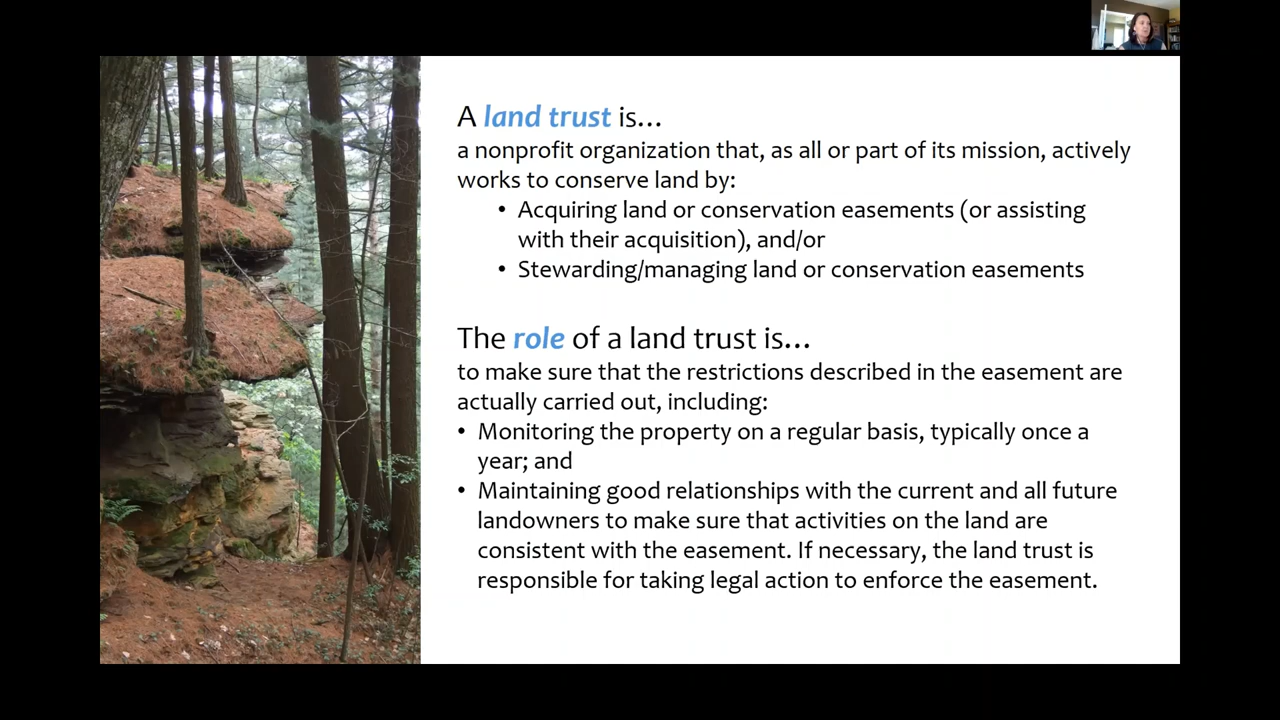 A land trust is…
a nonprofit organization that, as all or part of its mission, actively
works to conserve land by:
• Acquiring land or conservation easements (or assisting
with their acquisition), and/or
• Stewarding/managing land or conservation easements
The role of a land trust is…
to make sure that the restrictions described in the easement are
actually carried out, including:
• Monitoring the property on a regular basis, typically once a
year; and
• Maintaining good relationships with the current and all future
landowners to make sure that activities on the land are
consistent with the easement. If necessary, the land trust is
responsible for taking legal action to enforce the easement.